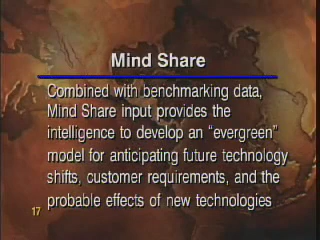 Mind Share
Combined with benchmarking data,
Mind Share input provides the
intelligence to develop an “evergreen”
model for anticipating future technology
shifts, customer requirements, and the
probable effects of new technologies
17